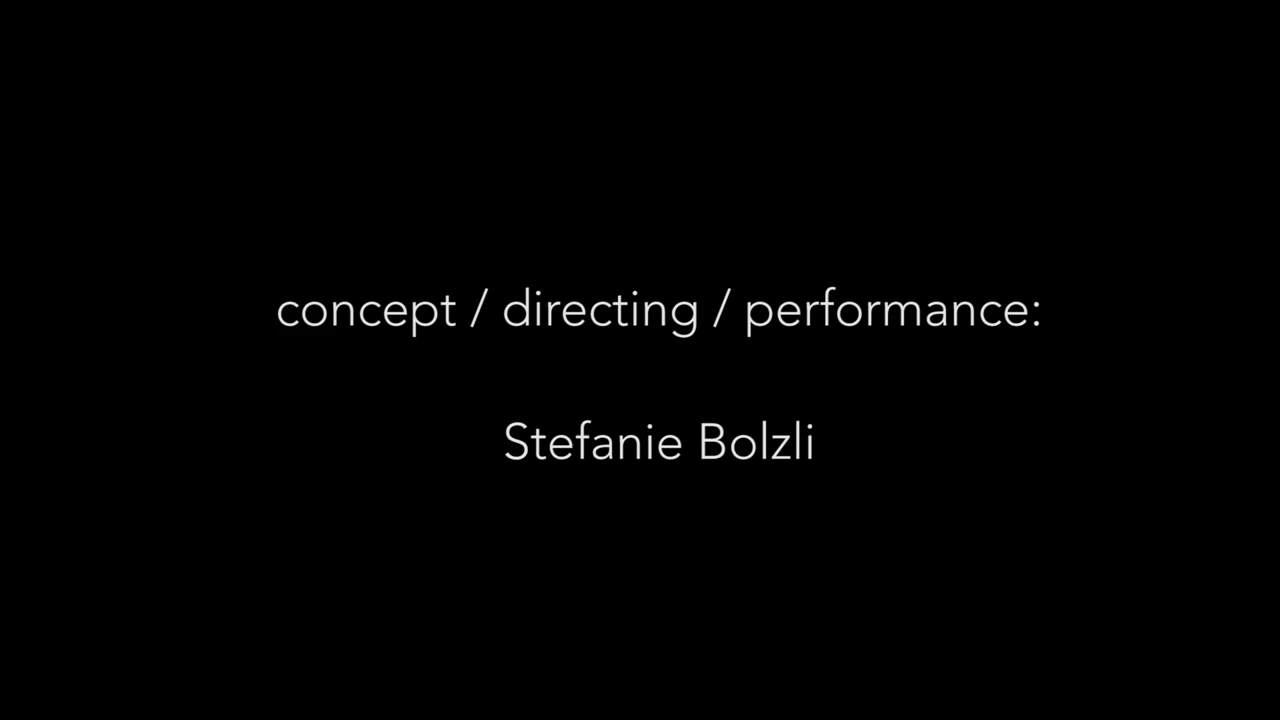 concept / directing / performance:
Stefanie Bolzli